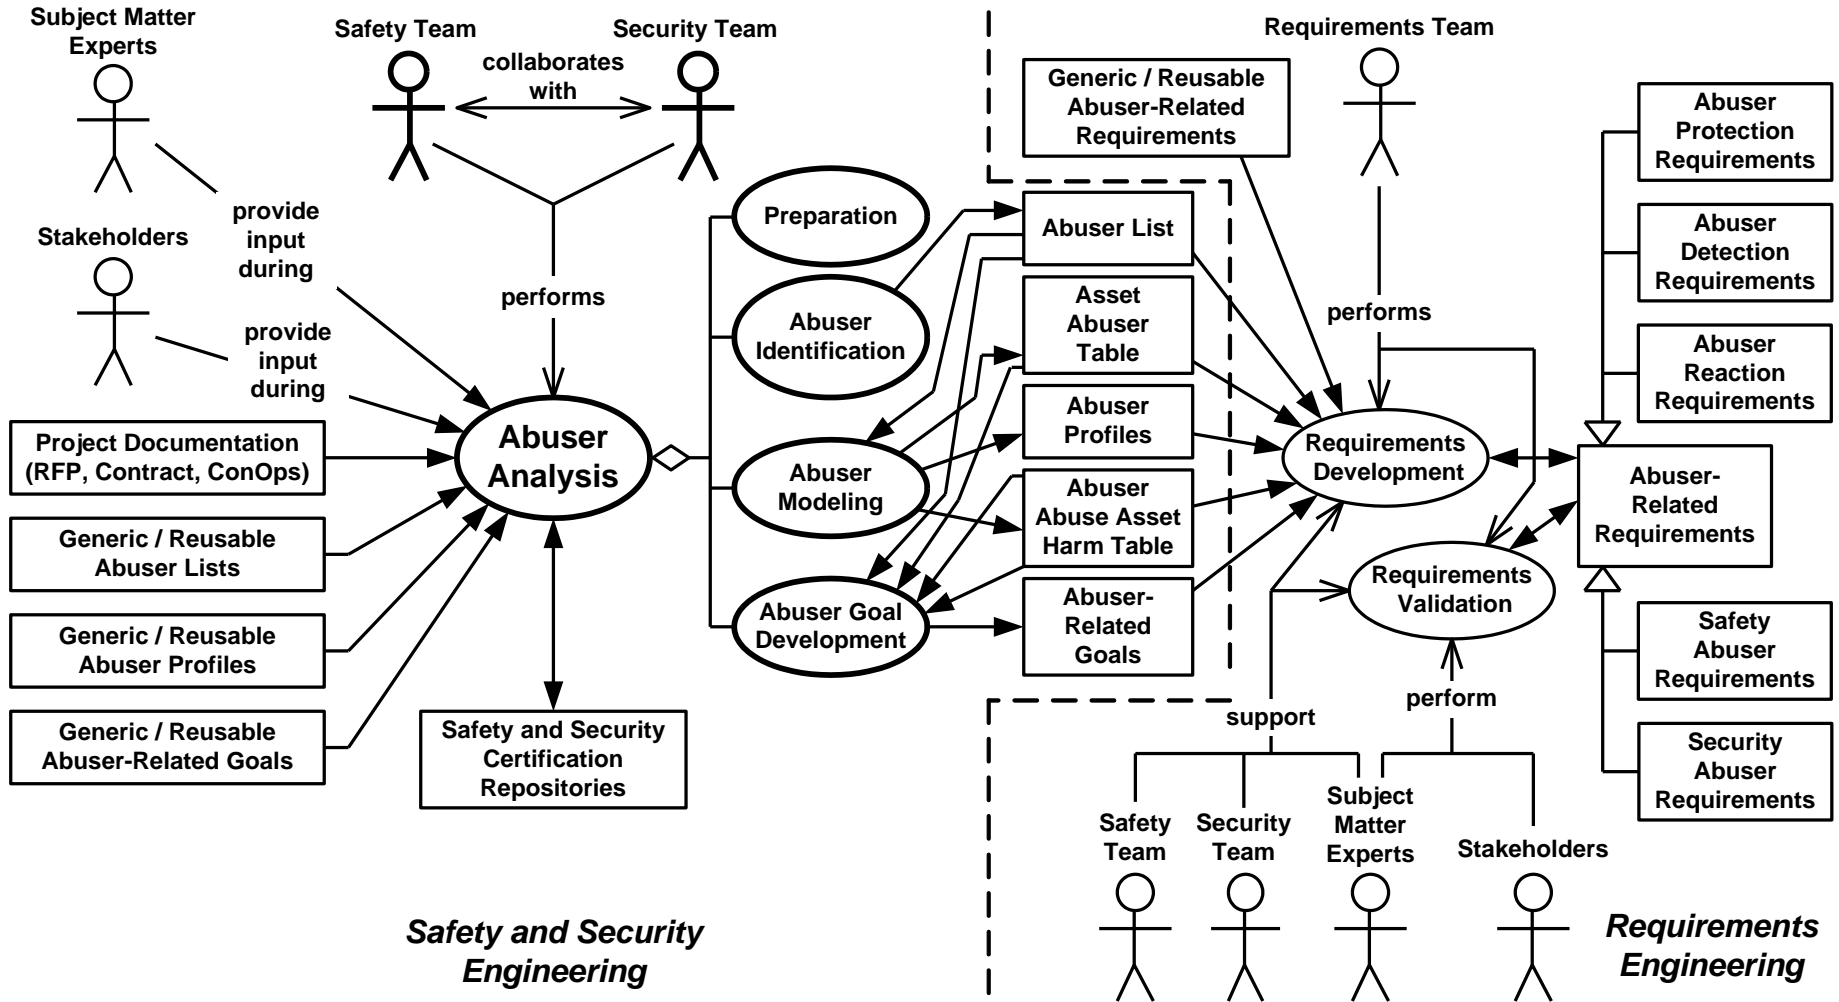 Subject Matter
Experts
Safety Team
Security Team
collaborates
with
Stakeholders
provide
input
during
provide
input
during
performs
Project Documentation
(RFP, Contract, ConOps)
Generic / Reusable
Abuser Lists
Generic / Reusable
Abuser Profiles
Generic / Reusable
Abuser-Related Goals
Abuser
Analysis
Safety and Security
Certification
Repositories
Preparation
Abuser
Identification
Abuser
Modeling
Abuser Goal
Development
Abuser List
Asset
Abuser
Table
Abuser
Profiles
Abuser
Abuse Asset
Harm Table
Abuser-
Related
Goals
Generic / Reusable
Abuser-Related
Requirements
Requirements Team
performs
Requirements
Development
Requirements
Validation
Abuser-
Related
Requirements
Abuser
Protection
Requirements
Abuser
Detection
Requirements
Abuser
Reaction
Requirements
Safety
Abuser
Requirements
Security
Abuser
Requirements
support
perform
Safety
Team
Security
Team
Subject
Matter
Experts
Stakeholders
Safety and Security
Engineering
Requirements
Engineering